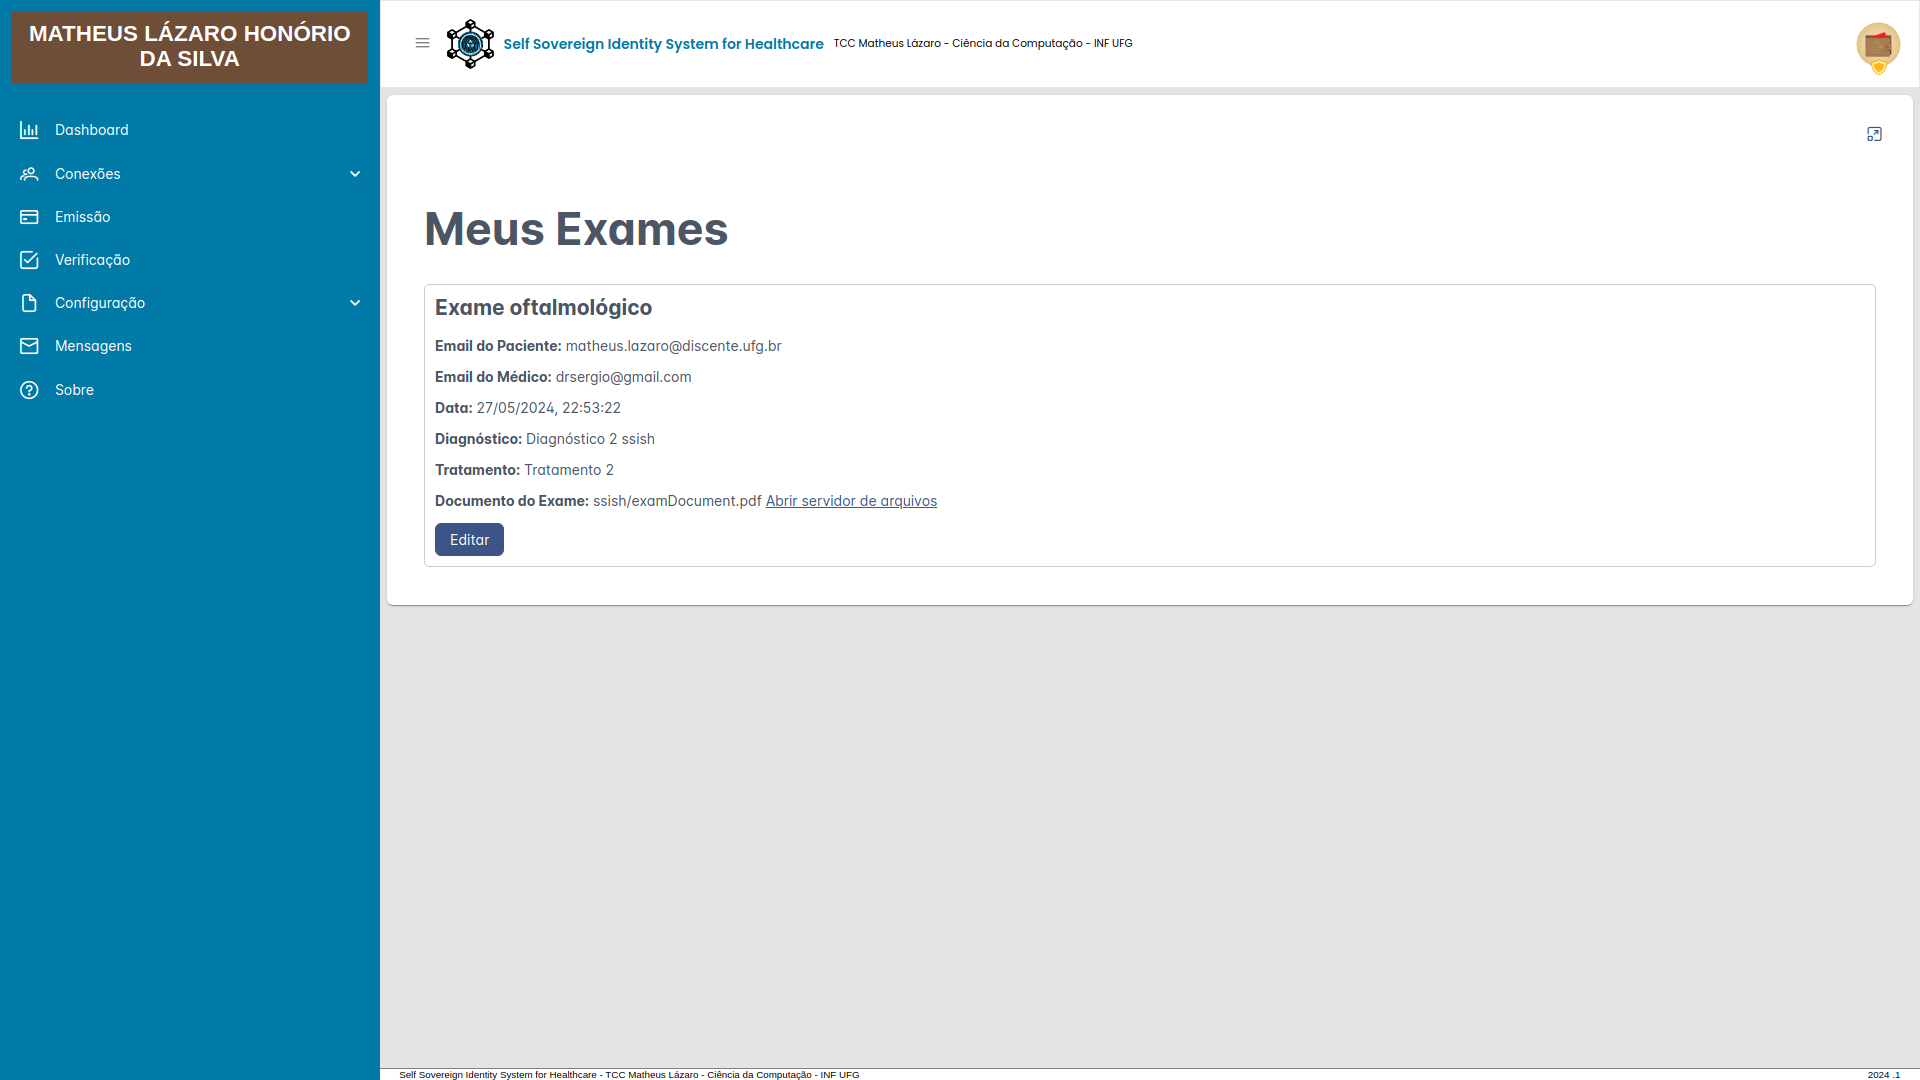 MATHEUS LÁZARO HONÓRIO
DA SILVA
Dashboard
Conexões
Emissão
Verificação
Configuração
Mensagens
Sobre
Self Sovereign Identity System for Healthcare TCC Matheus Lázaro - Ciência da Computação - INF UFG
Meus Exames
Exame oftalmológico
Email do Paciente: matheus.lazaro@discente.ufg.br
Email do Médico: drsergio@gmail.com
Data: 27/05/2024, 22:53:22
Diagnóstico: Diagnóstico 2 ssish
Tratamento: Tratamento 2
Documento do Exame: ssish/examDocument.pdf Abrir servidor de arquivos
Editar
Self Sovereign Identity System for Healthcare - TCC Matheus Lázaro - Ciência da Computação - INF UFG
2024 .1